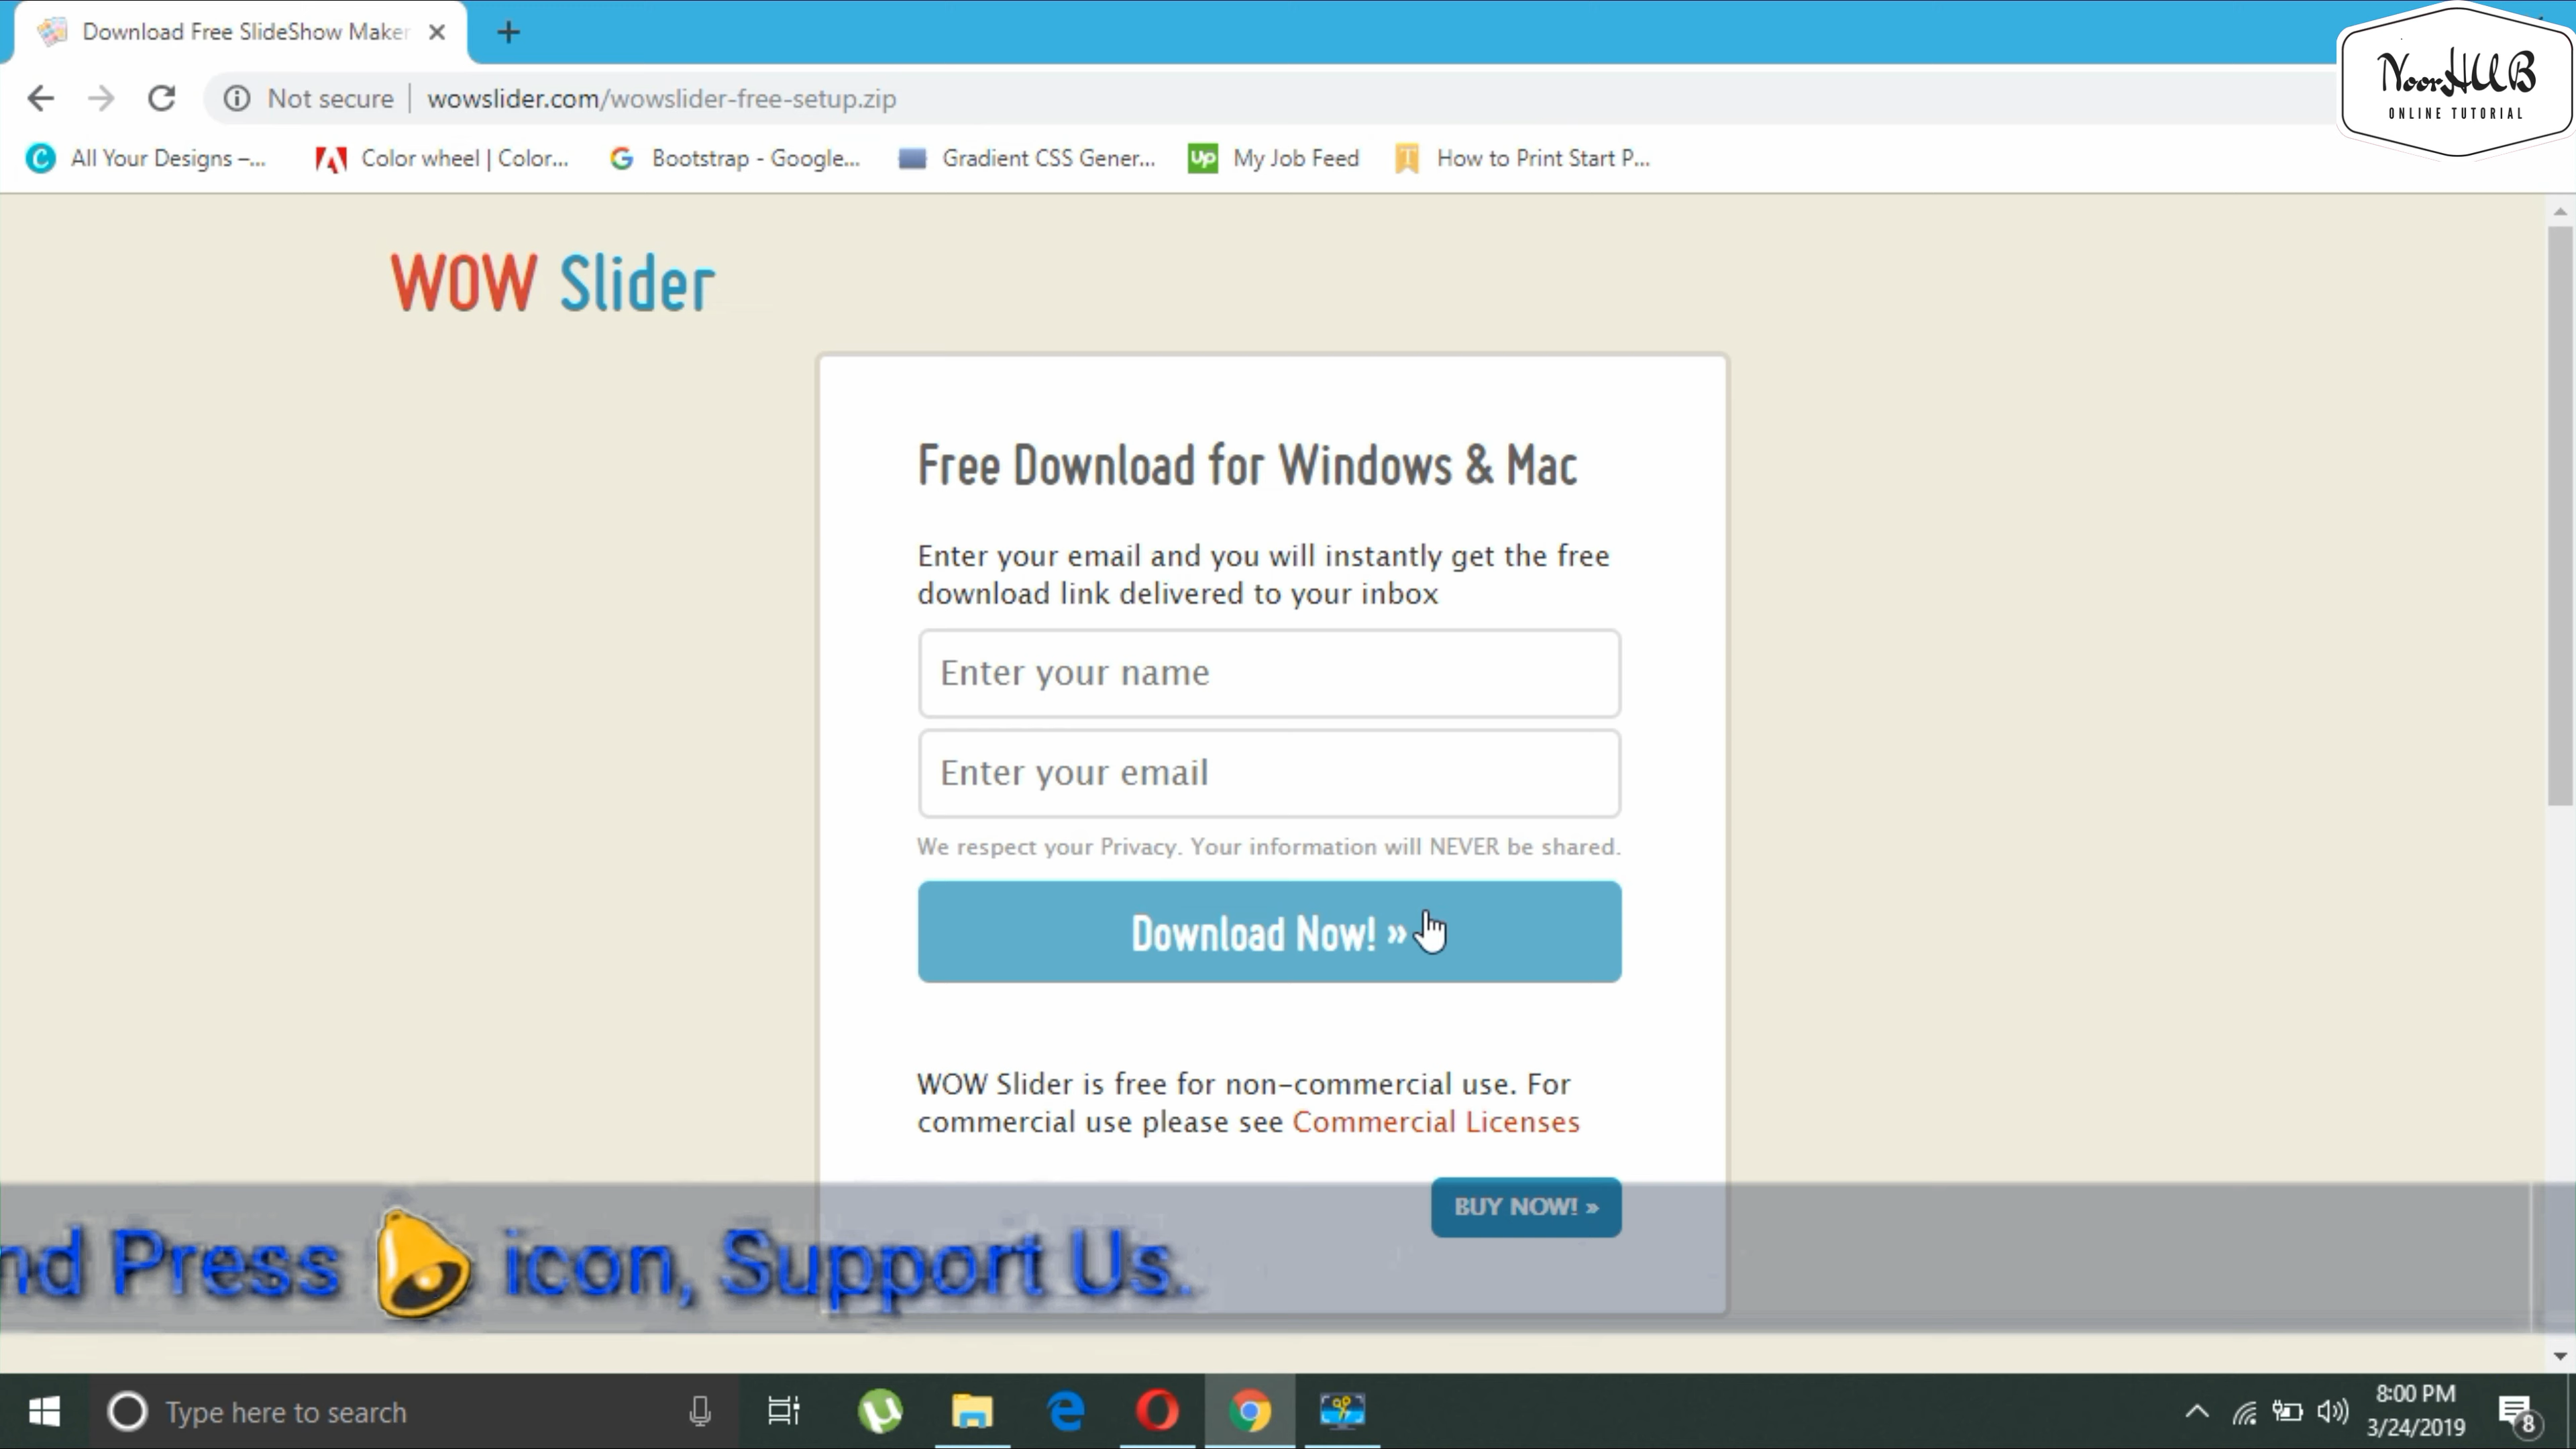 Download Free SlideShow Maker
Not secure | wowslider.com/wowslider-free-setup.zip
NoorHUB
ONLINE TUTORIAL
All Your Designs –...
Color wheel | Color...
Bootstrap - Google...
Gradient CSS Gener...
Up My Job Feed
How to Print Start P...
WOW Slider
Free Download for Windows & Mac
Enter your email and you will instantly get the free
download link delivered to your inbox
Enter your name
Enter your email
We respect your Privacy. Your information will NEVER be shared.
Download Now! »
WOW Slider is free for non-commercial use. For
commercial use please see Commercial Licenses
BUY NOW! »
nd Press 🔔 icon, Support Us.
Type here to search
8:00 PM
3/24/2019
8